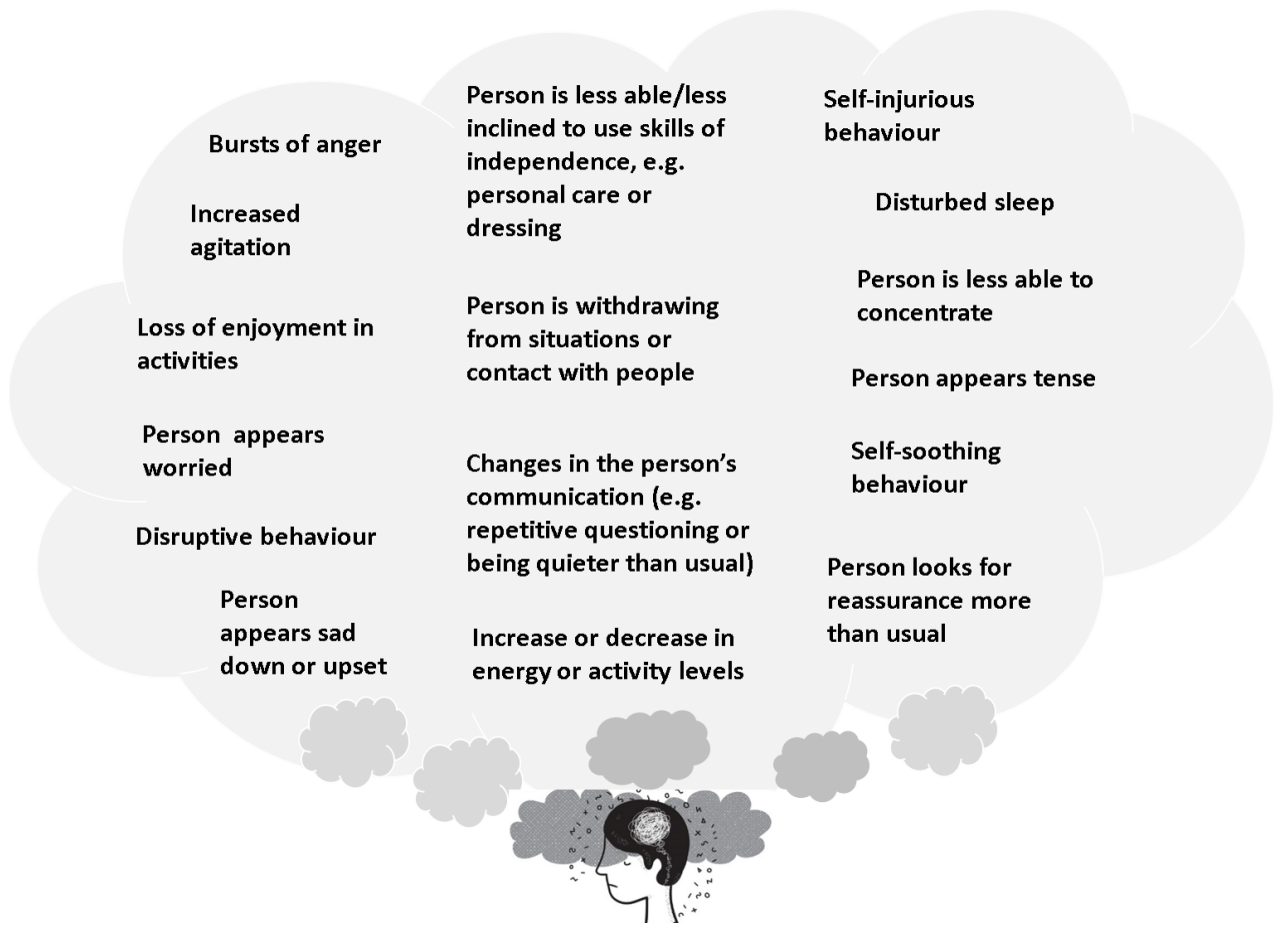 Bursts of anger
Increased
agitation
Loss of enjoyment in
activities
Person appears
worried
Disruptive behaviour
Person
appears sad
down or upset
Person is less able/less
inclined to use skills of
independence, e.g.
personal care or
dressing
Person is withdrawing
from situations or
contact with people
Changes in the person’s
communication (e.g.
repetitive questioning or
being quieter than usual)
Increase or decrease in
energy or activity levels
Self-injurious
behaviour
Disturbed sleep
Person is less able to
concentrate
Person appears tense
Self-soothing
behaviour
Person looks for
reassurance more
than usual